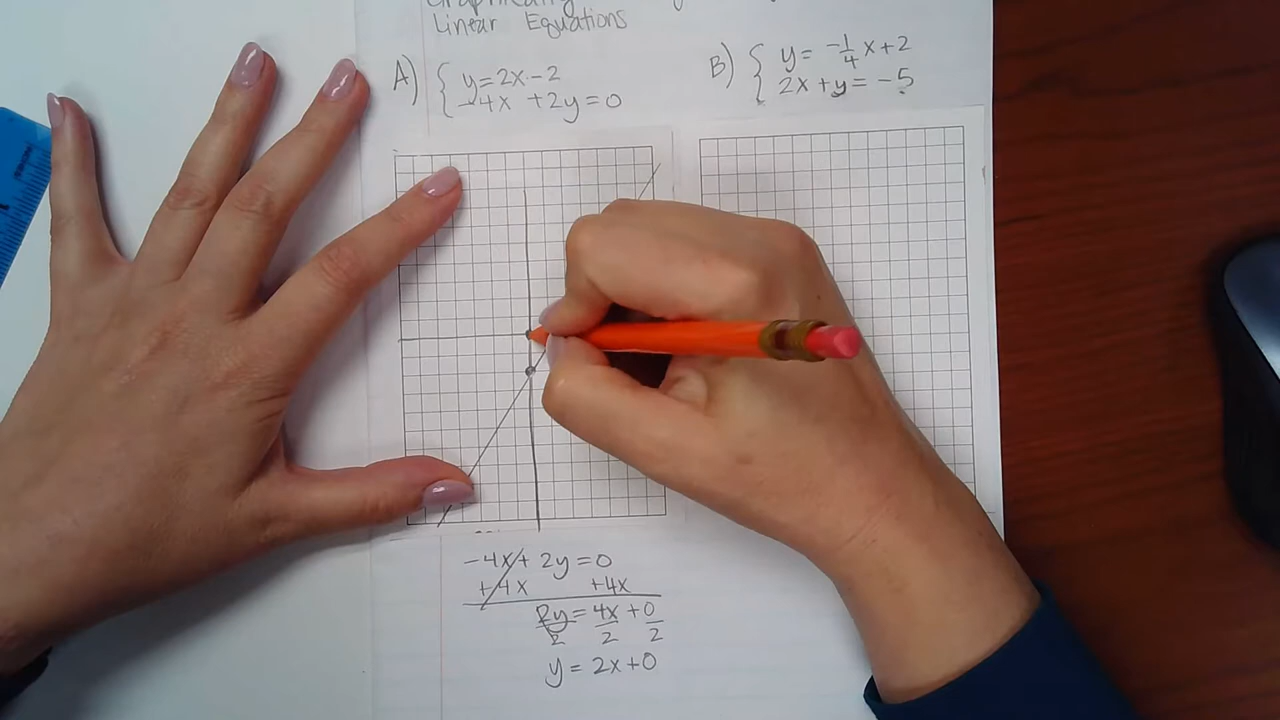 Graphically
Linear Equations
A) { y = 2x - 2
-4x + 2y = 0
B) { y = -1/4 x + 2
2x + y = -5
-4x + 2y = 0
+4x +4x
2y/2 = 4x/2 + 0/2
y = 2x + 0